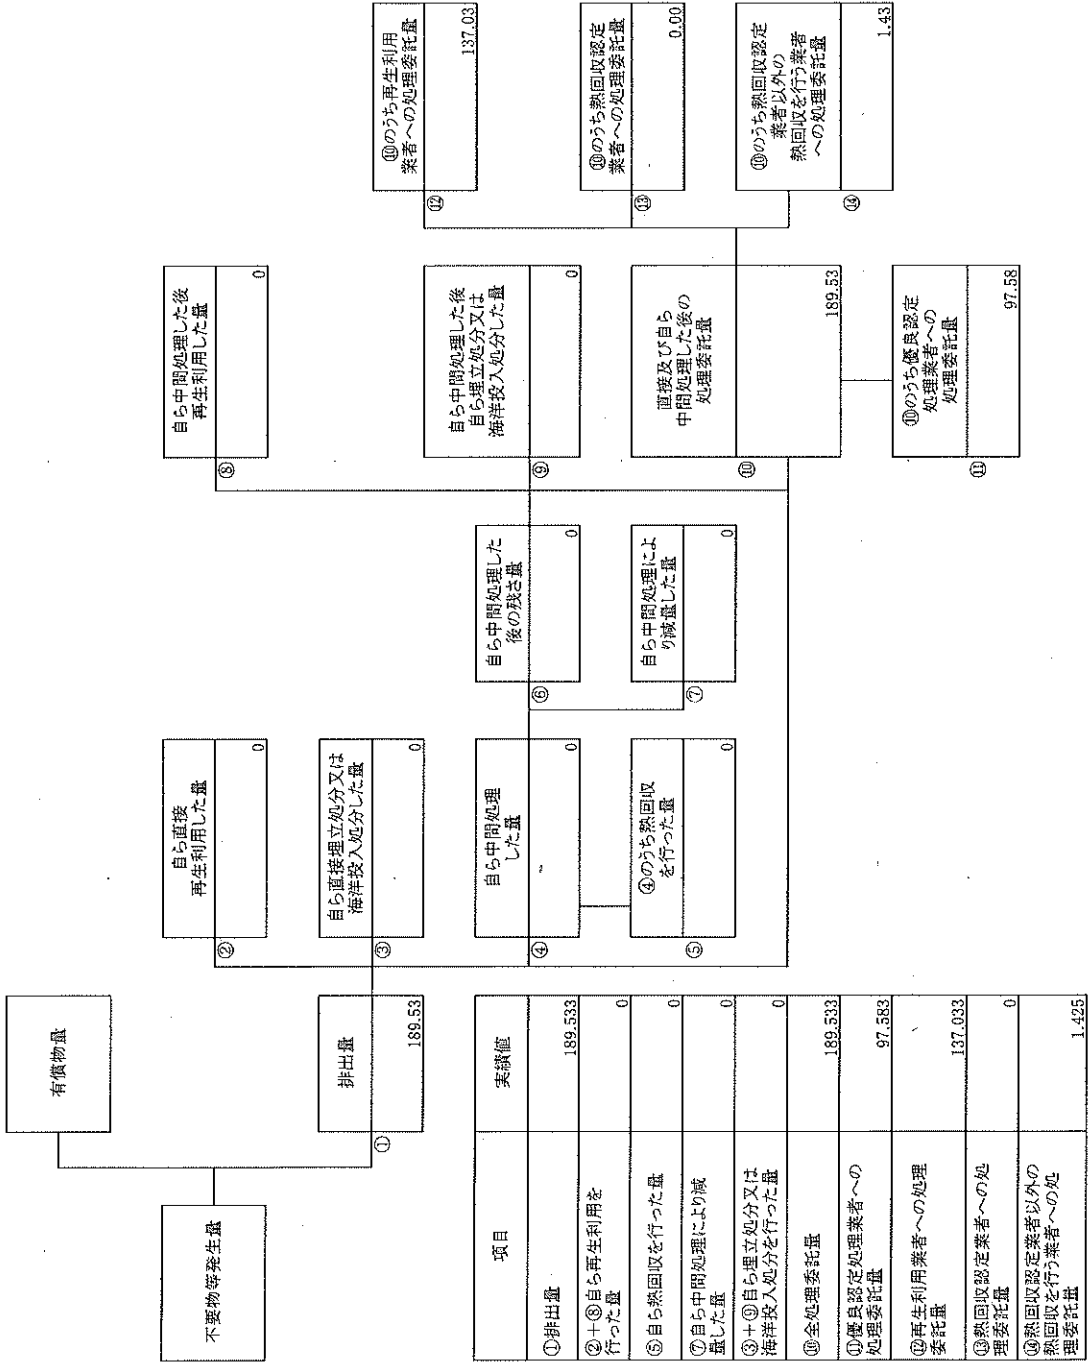 不要物等発生量
有償物量
排出量
①
189.53
自ら直接
再生利用した量
②
0
自ら直接埋立処分又は
海洋投入処分した量
③
0
自ら中間処理
した量
④
0
④のうち熱回収
を行った量
⑤
0
自ら中間処理した
後の残さ量
⑥
0
自ら中間処理によ
り減量した量
⑦
0
自ら中間処理した後
再生利用した量
⑧
0
自ら中間処理した後
自ら埋立処分又は
海洋投入処分した量
⑨
0
直接及び自ら
中間処理した後の
処理委託量
⑩
189.53
⑩のうち優良認定
処理業者への
処理委託量
⑪
97.58
⑩のうち再生利用
業者への処理委託量
⑫
137.03
⑩のうち熱回収認定
業者への処理委託量
⑬
0.00
⑩のうち熱回収認定
業者以外の
熱回収を行う業者
への処理委託量
⑭
1.43
項目 実績値
①排出量 189.533
②+⑧自ら再生利用を
行った量 0
⑤自ら熱回収を行った量 0
⑦自ら中間処理により減
量した量 0
③+⑨自ら埋立処分又は
海洋投入処分を行った量 0
⑩全処理委託量 189.533
⑪優良認定処理業者への
処理委託量 97.583
⑫再生利用業者への処理
委託量 137.033
⑬熱回収認定業者への処
理委託量 0
⑭熱回収認定業者以外の
熱回収を行う業者への処
理委託量 1.425